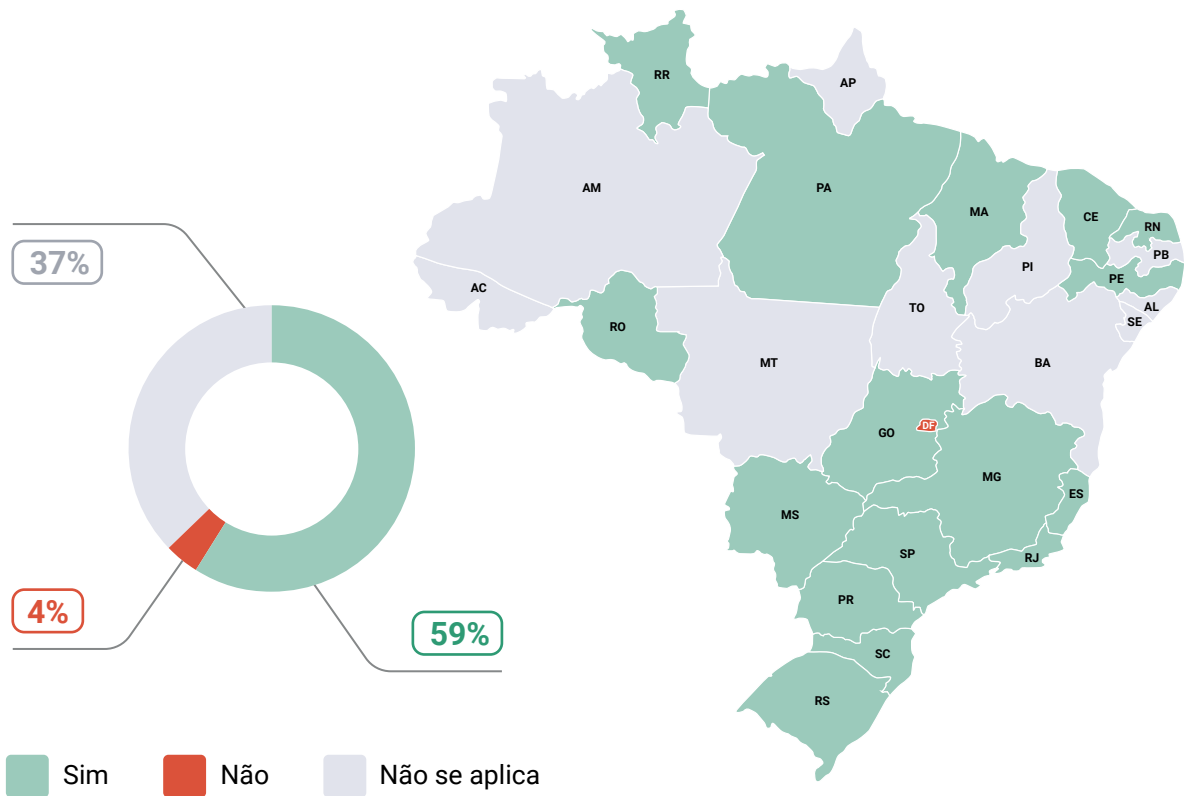 RR
AP
AM
PA
MA
CE
RN
PB
PI
PE
AC
AL
SE
TO
RO
MT
BA
GO
DF
MG
ES
MS
SP
RJ
PR
SC
RS
37%
4%
59%
Sim
Não
Não se aplica